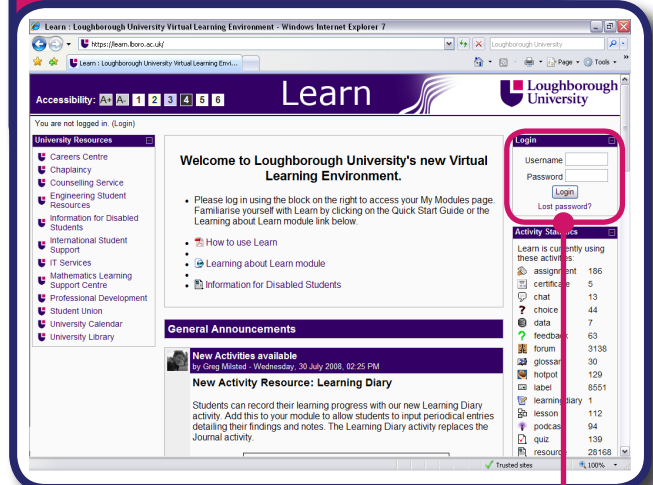 Learn : Loughborough University Virtual Learning Environment - Windows Internet Explorer 7
https://learn.lboro.ac.uk/
Loughborough University
Learn : Loughborough University Virtual Learning Envi...
Page
Tools
Accessibility: A+ A- 1 2 3 4 5 6
Learn
Loughborough
University
You are not logged in. (Login)
University Resources
Careers Centre
Chaplaincy
Counselling Service
Engineering Student
Resources
Information for Disabled
Students
International Student
Support
IT Services
Mathematics Learning
Support Centre
Professional Development
Student Union
University Calendar
University Library
Welcome to Loughborough University's new Virtual
Learning Environment.
Please log in using the block on the right to access your My Modules page.
Familiarise yourself with Learn by clicking on the Quick Start Guide or the
Learning about Learn module link below.
How to use Learn
Learning about Learn module
Information for Disabled Students
General Announcements
New Activities available
by Greg Milsted - Wednesday, 30 July 2008, 02:25 PM
New Activity Resource: Learning Diary
Students can record their learning progress with our new Learning Diary
activity. Add this to your module to allow students to input periodical entries
detailing their findings and notes. The Learning Diary activity replaces the
Journal activity.
Login
Username
Password
Login
Lost password?
Activity Statistics
Learn is currently using
these activities:
assignment 186
certificate 5
chat 13
choice 44
data 7
feedback 63
forum 3138
glossary 30
hotpot 129
label 8551
learningdiary 1
lesson 112
podcast 94
quiz 139
resource 28168
Trusted sites
100%